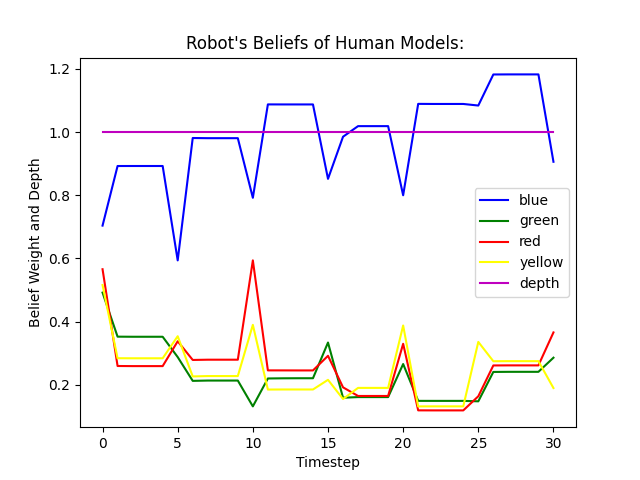 Robot's Beliefs of Human Models:
1.2
1.0
0.8
0.6
0.4
0.2
Belief Weight and Depth
blue
green
red
yellow
depth
0 5 10 15 20 25 30
Timestep